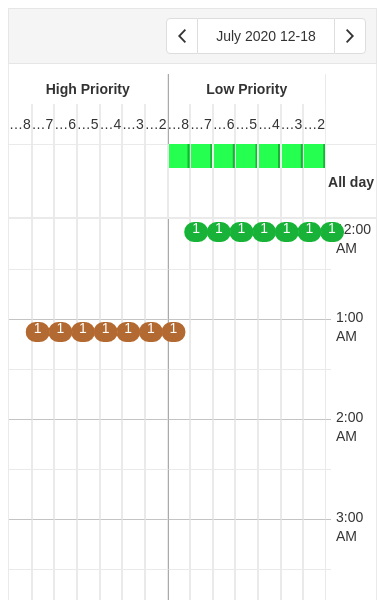 July 2020 12-18
High Priority Low Priority
...8 ...7 ...6 ...5 ...4 ...3 ...2 ...8 ...7 ...6 ...5 ...4 ...3 ...2
All day
1 1 1 1 1 1 1 2:00
AM
1:00
AM
1 1 1 1 1 1 1
2:00
AM
3:00
AM